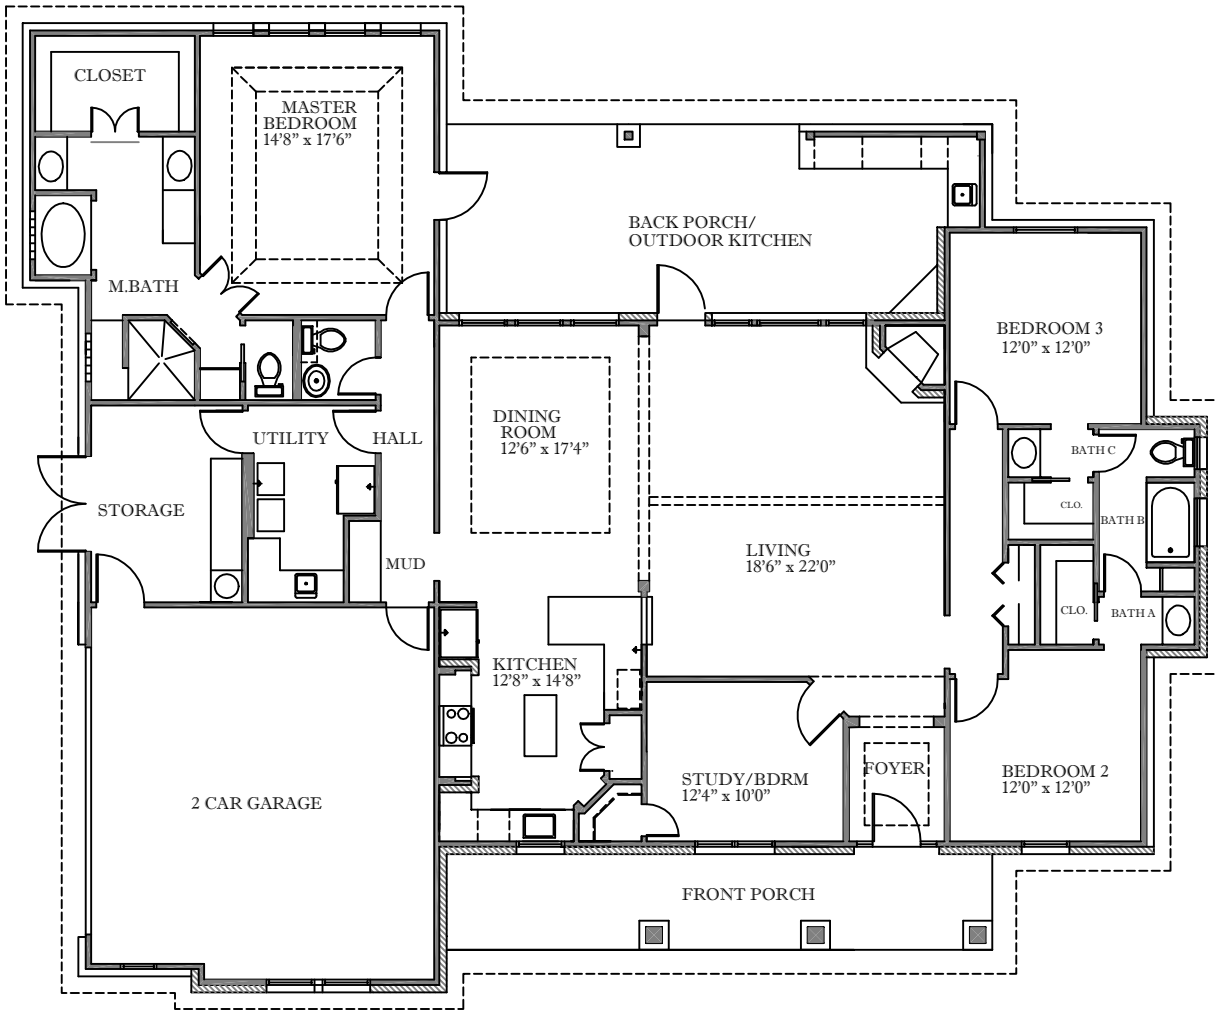 CLOSET
MASTER
BEDROOM
14'8" x 17'6"
BACK PORCH/
OUTDOOR KITCHEN
M.BATH
BEDROOM 3
12'0" x 12'0"
DINING
ROOM
12'6" x 17'4"
UTILITY
HALL
BATH C
STORAGE
CLO.
BATH B
LIVING
18'6" x 22'0"
MUD
CLO.
BATH A
KITCHEN
12'8" x 14'8"
STUDY/BDRM
12'4" x 10'0"
FOYER
BEDROOM 2
12'0" x 12'0"
2 CAR GARAGE
FRONT PORCH